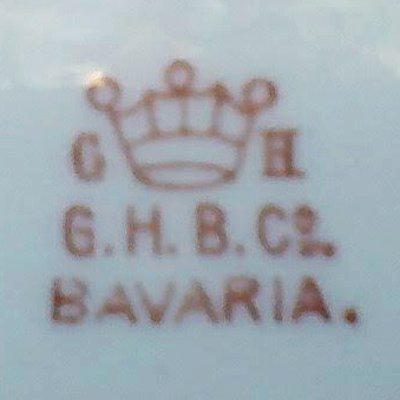 G H
G. H. B. Co.
BAVARIA.